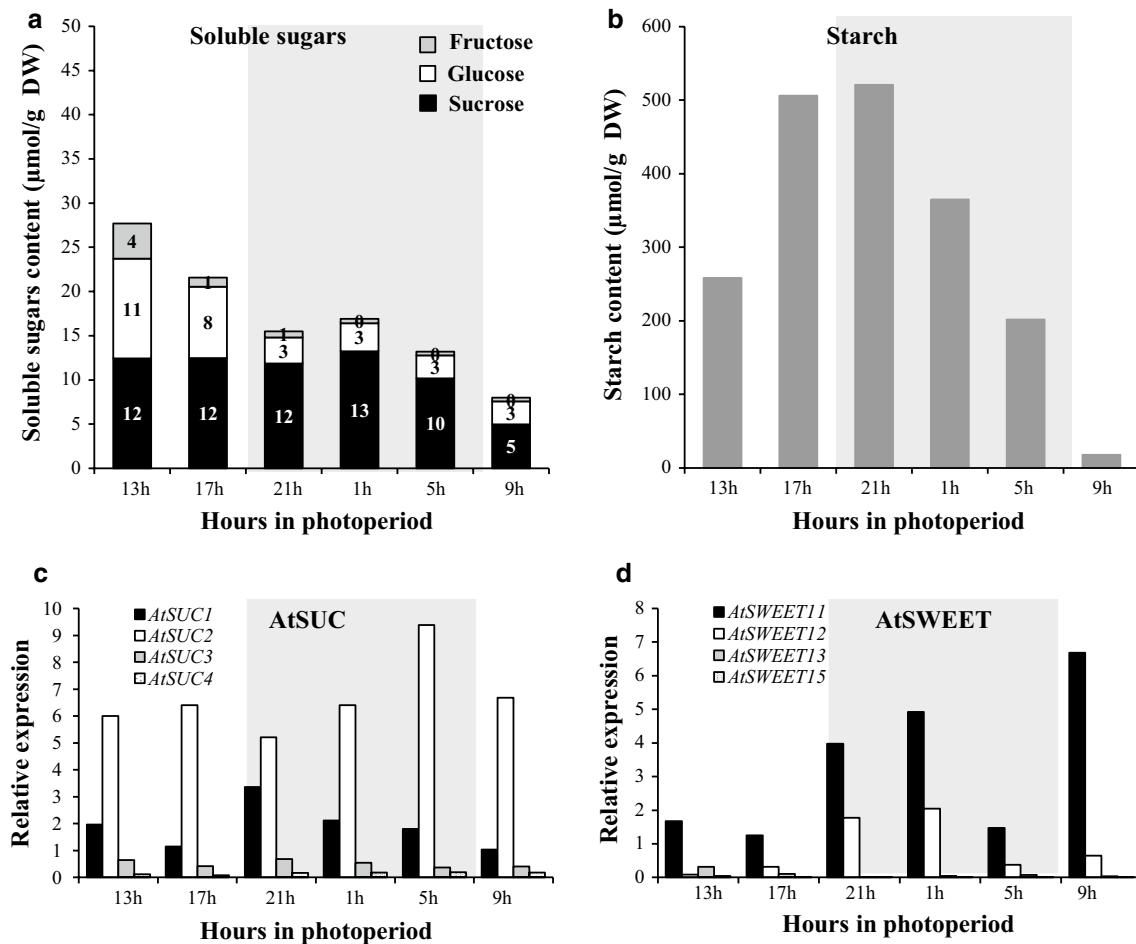 a
Soluble sugars
Fructose
Glucose
Sucrose
Soluble sugars content (µmol/g DW)
50
45
40
35
30
25
20
15
10
5
0
4
11
12
1
8
12
1
3
12
0
3
13
0
3
10
0
3
5
13h 17h 21h 1h 5h 9h
Hours in photoperiod
b
Starch
Starch content (µmol/g DW)
600
500
400
300
200
100
0
13h 17h 21h 1h 5h 9h
Hours in photoperiod
c
AtSUC
AtSUC1
AtSUC2
AtSUC3
AtSUC4
Relative expression
10
9
8
7
6
5
4
3
2
1
0
13h 17h 21h 1h 5h 9h
Hours in photoperiod
d
AtSWEET
AtSWEET11
AtSWEET12
AtSWEET13
AtSWEET15
Relative expression
8
7
6
5
4
3
2
1
0
13h 17h 21h 1h 5h 9h
Hours in photoperiod